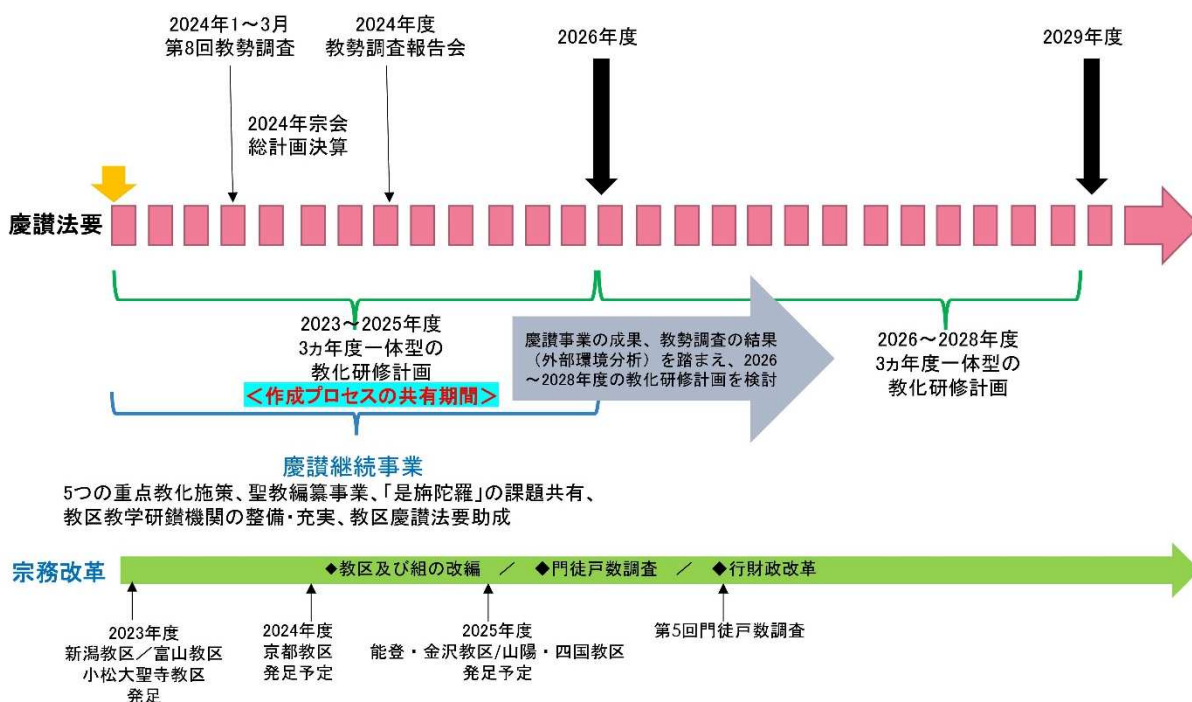 2024年1～3月
第8回教勢調査
2024年度
教勢調査報告会
2026年度
2029年度
2024年宗会
総計画決算
慶讃法要
2023～2025年度
3ヵ年度一体型の
教化研修計画
＜作成プロセスの共有期間＞
慶讃事業の成果、教勢調査の結果
（外部環境分析）を踏まえ、2026
～2028年度の教化研修計画を検討
2026～2028年度
3ヵ年度一体型の
教化研修計画
慶讃継続事業
5つの重点教化施策、聖教編纂事業、「是旃陀羅」の課題共有、
教区教学研鑚機関の整備・充実、教区慶讃法要助成
宗務改革
◆教区及び組の改編　／　◆門徒戸数調査　／　◆行財政改革
2023年度
新潟教区／富山教区
小松大聖寺教区
発足
2024年度
京都教区
発足予定
2025年度
能登・金沢教区/山陽・四国教区
発足予定
第5回門徒戸数調査